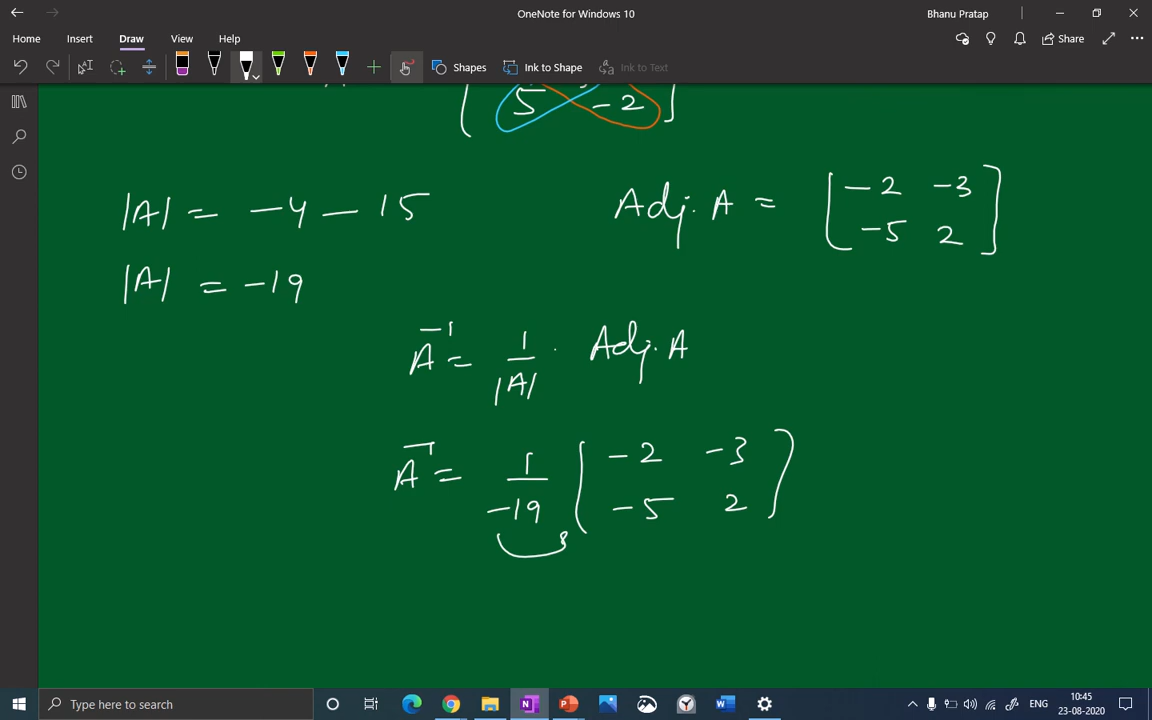 OneNote for Windows 10
Bhanu Pratap
Home Insert Draw View Help
Share
Shapes Ink to Shape Ink to Text
5 -2
|A| = -4 - 15
Adj. A = [-2 -3
-5 2]
|A| = -19
A⁻¹ = 1/|A| · Adj. A
A⁻¹ = 1/-19 [-2 -3
-5 2]
Type here to search
ENG
10:45
23-08-2020